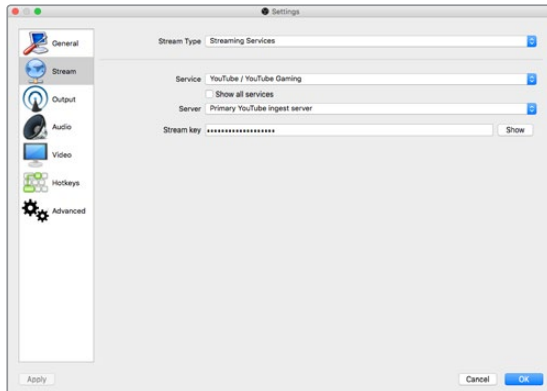 Settings
General
Stream
Output
Audio
Video
Hotkeys
Advanced
Stream Type Streaming Services
Service YouTube / YouTube Gaming
Show all services
Server Primary YouTube ingest server
Stream key ••••••••••••••••••• Show
Apply Cancel OK